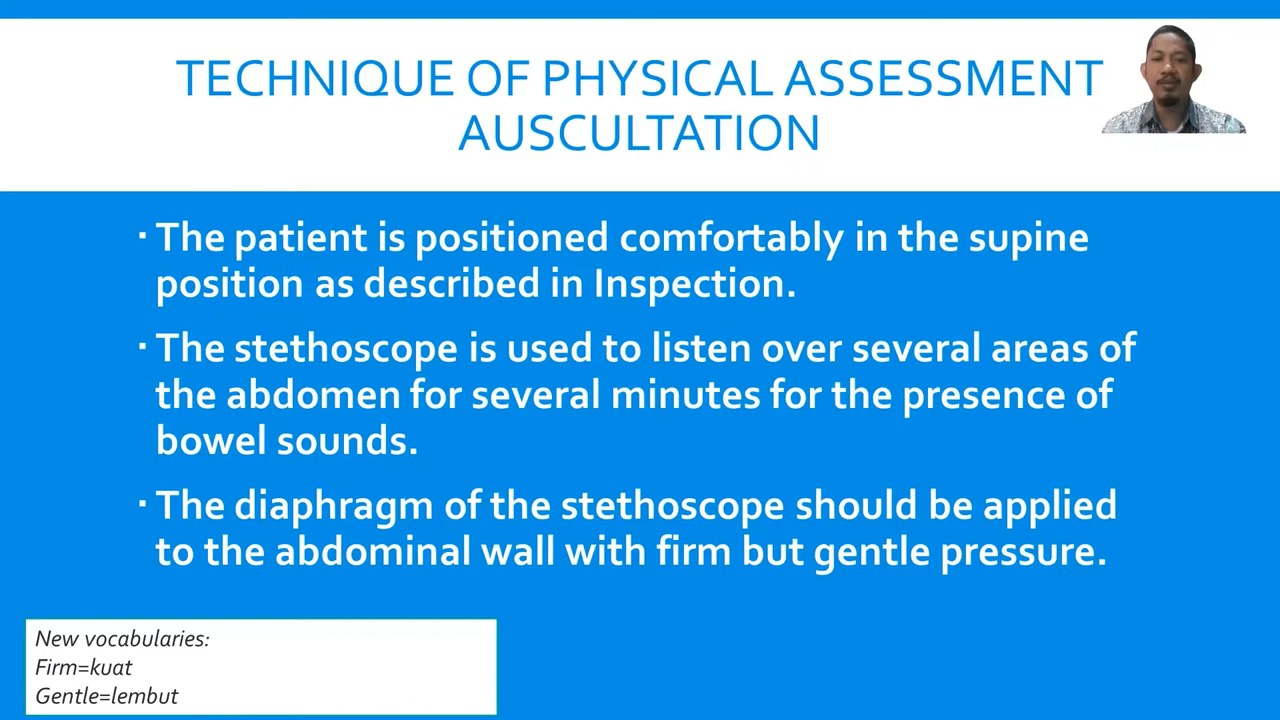 TECHNIQUE OF PHYSICAL ASSESSMENT
AUSCULTATION
▪ The patient is positioned comfortably in the supine
position as described in Inspection.
▪ The stethoscope is used to listen over several areas of
the abdomen for several minutes for the presence of
bowel sounds.
▪ The diaphragm of the stethoscope should be applied
to the abdominal wall with firm but gentle pressure.
New vocabularies:
Firm=kuat
Gentle=lembut